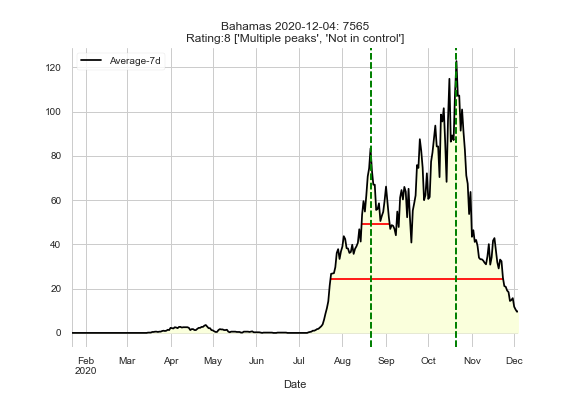 Bahamas 2020-12-04: 7565
Rating:8 ['Multiple peaks', 'Not in control']
Average-7d
120
100
80
60
40
20
0
Feb Mar Apr May Jun Jul Aug Sep Oct Nov Dec
2020
Date